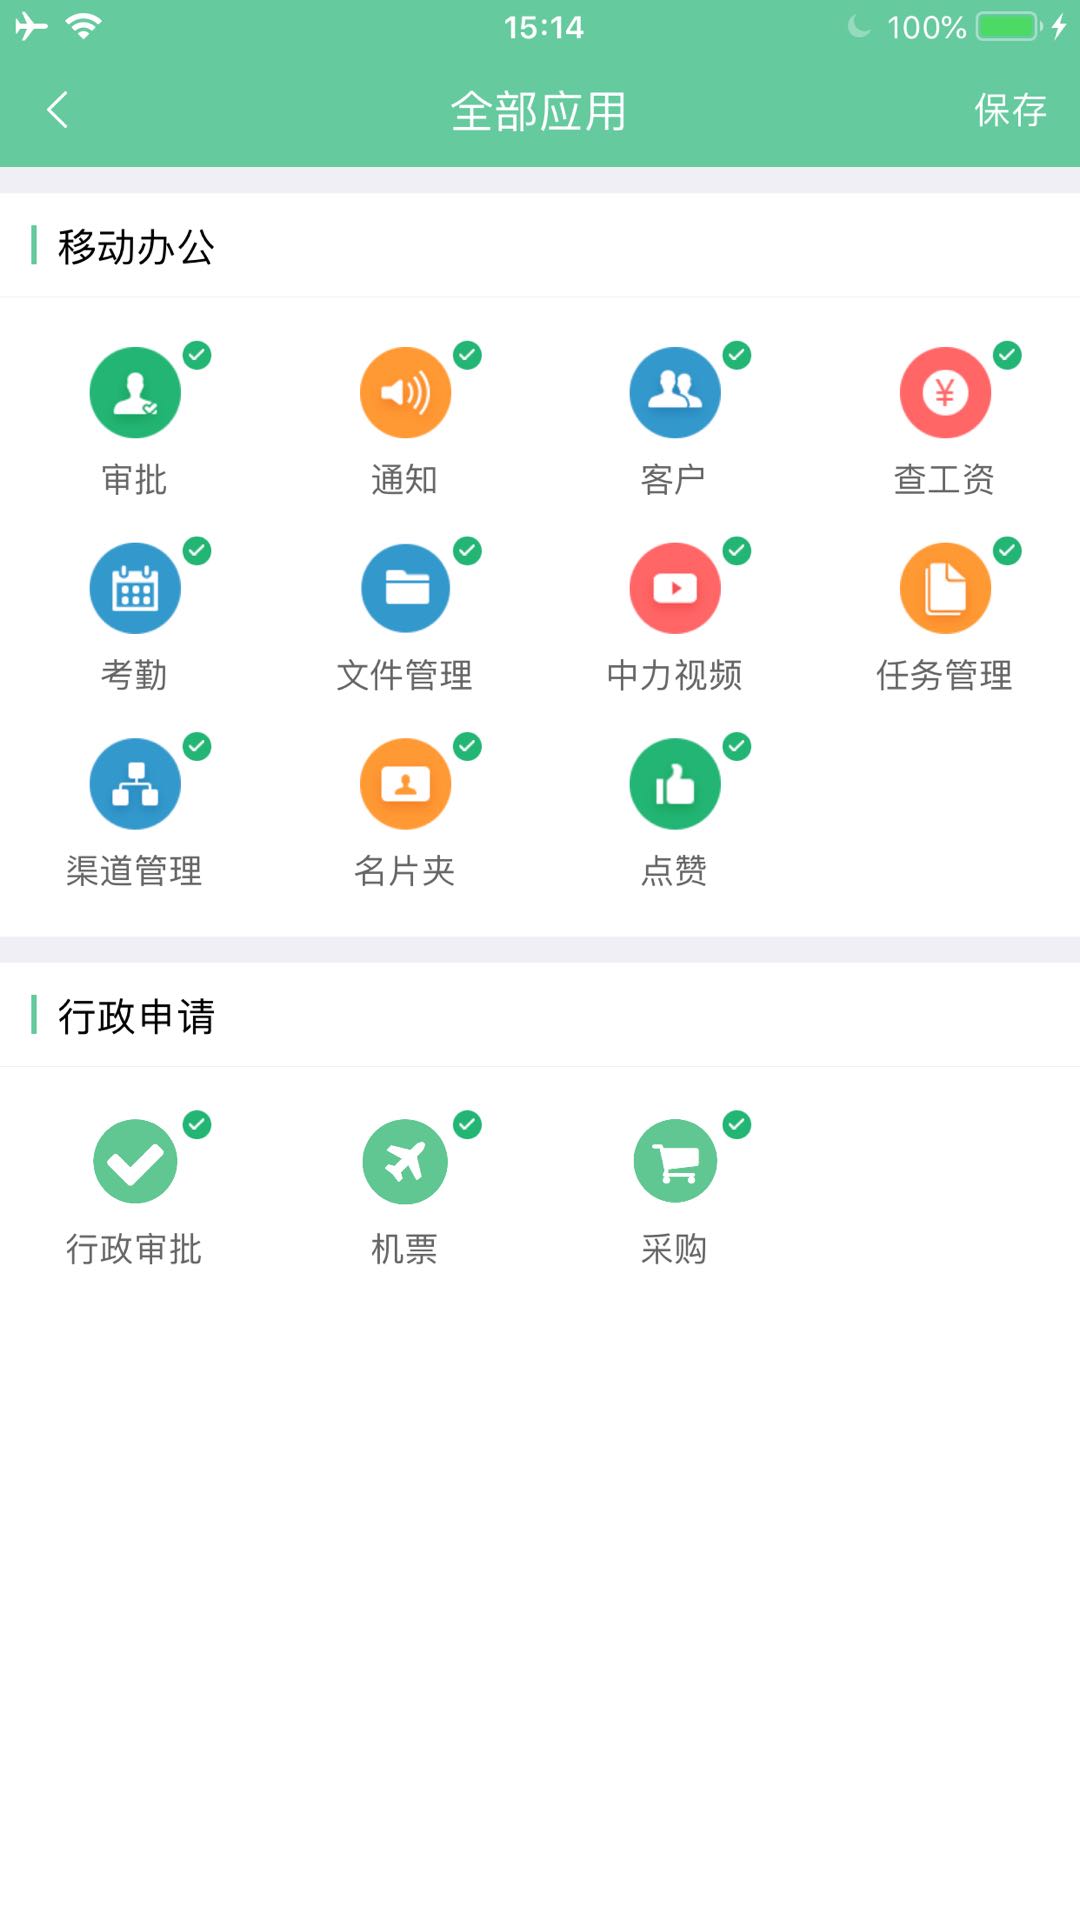 15:14
100%
全部应用
保存
移动办公
审批 通知 客户 查工资
考勤 文件管理 中力视频 任务管理
渠道管理 名片夹 点赞
行政申请
行政审批 机票 采购